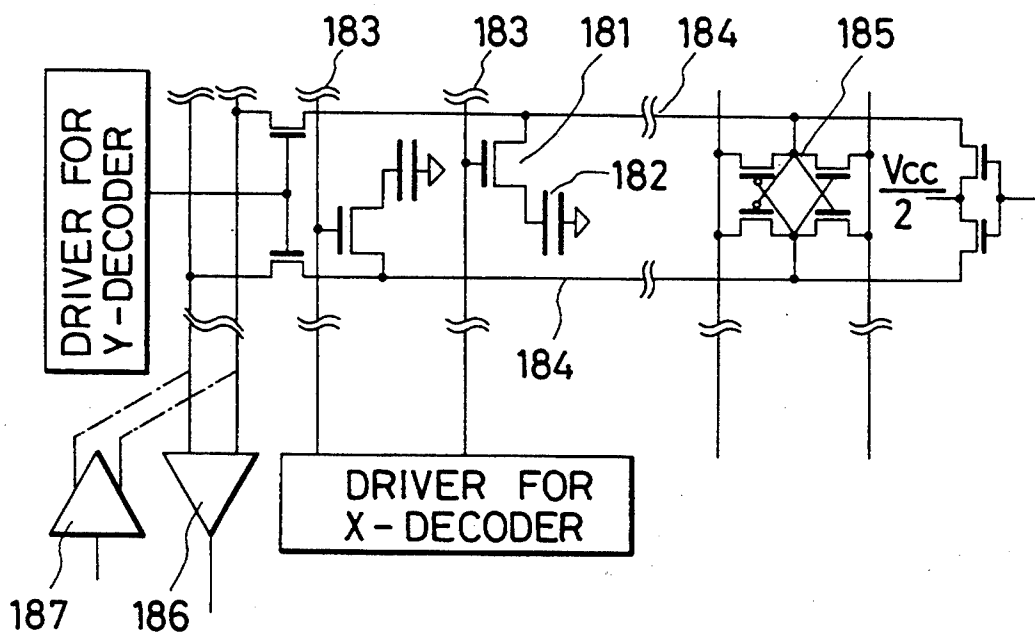 183
183
181
184
185
DRIVER FOR
Y-DECODER
182
Vcc
2
184
DRIVER FOR
X-DECODER
187
186